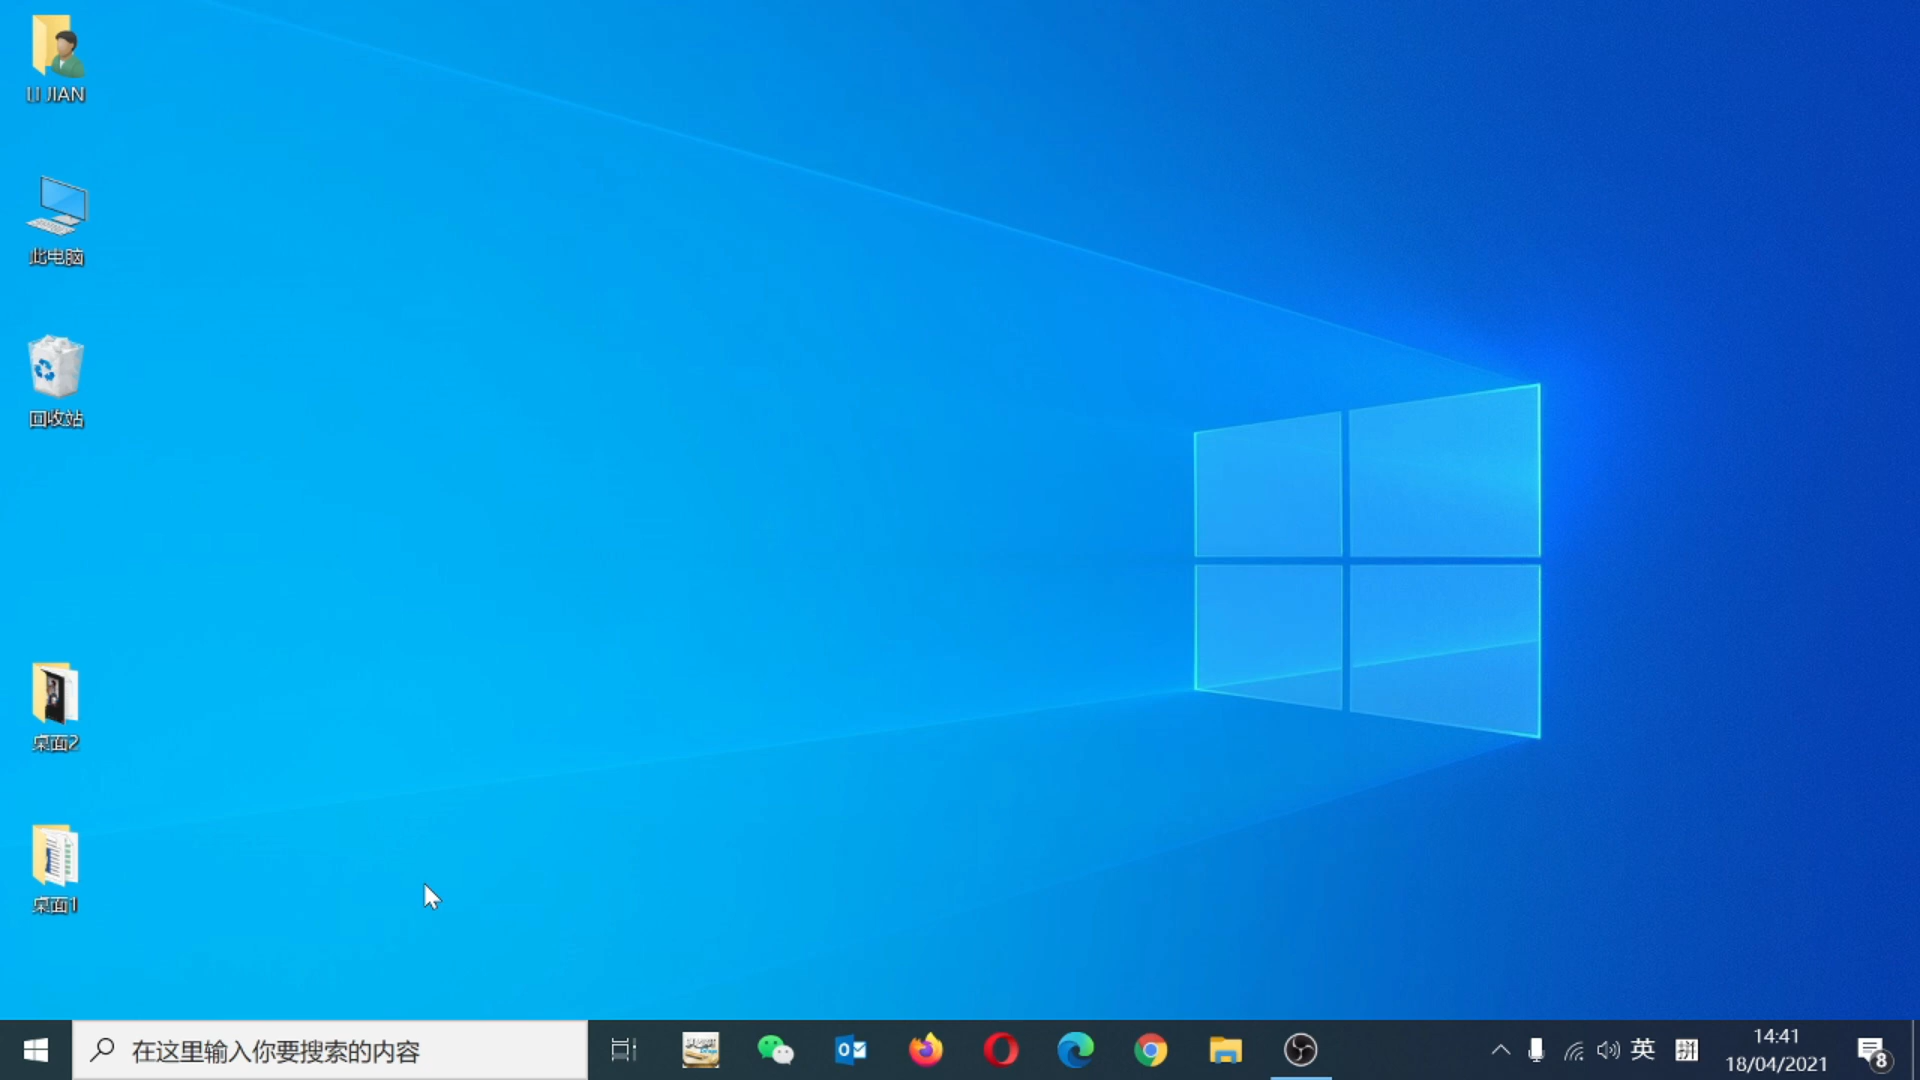 LI JIAN
此电脑
回收站
桌面2
桌面1
在这里输入你要搜索的内容
英
拼
14:41
18/04/2021
8